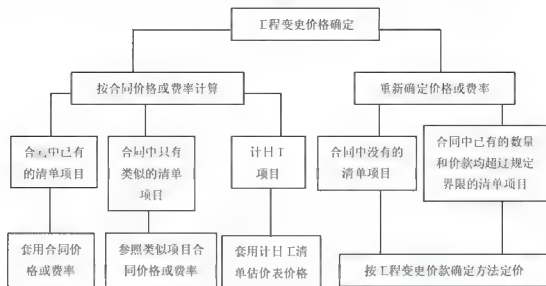 工程变更价格确定
按合同价格或费率计算
重新确定价格或费率
合同中已有
的清单项目
合同中只有
类似的清单
项目
计日工
项目
合同中没有的
清单项目
合同中已有的数量
和价款均超过规定
界限的清单项目
套用合同价
格或费率
参照类似项目合
同价格或费率
套用计日工清
单估价表价格
按工程变更价款确定方法定价